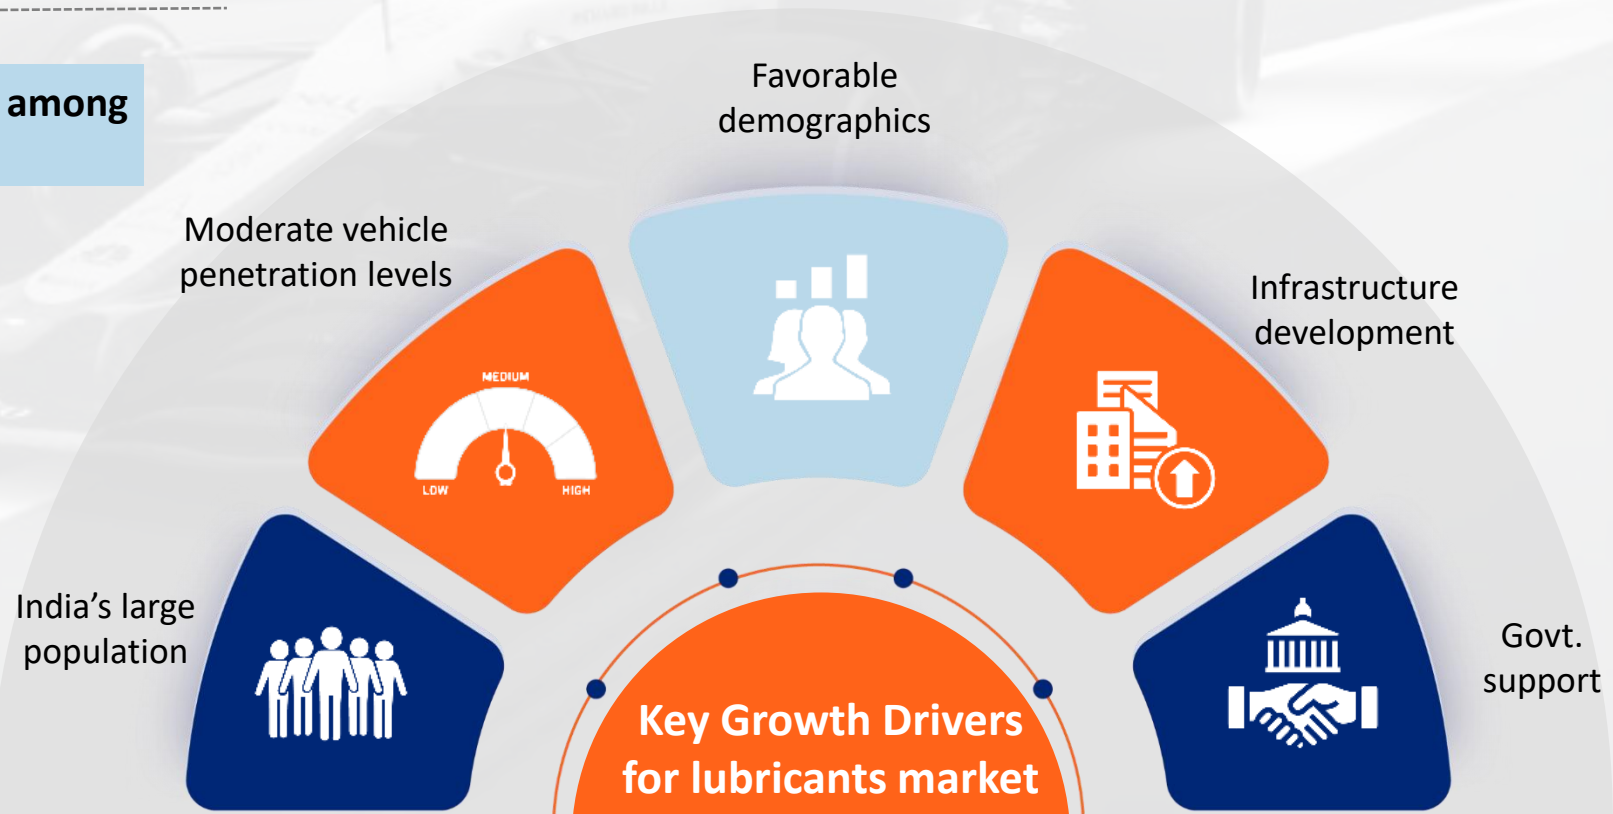 among
Favorable
demographics
Moderate vehicle
penetration levels
Infrastructure
development
MEDIUM
LOW
HIGH
India’s large
population
Govt.
support
Key Growth Drivers
for lubricants market